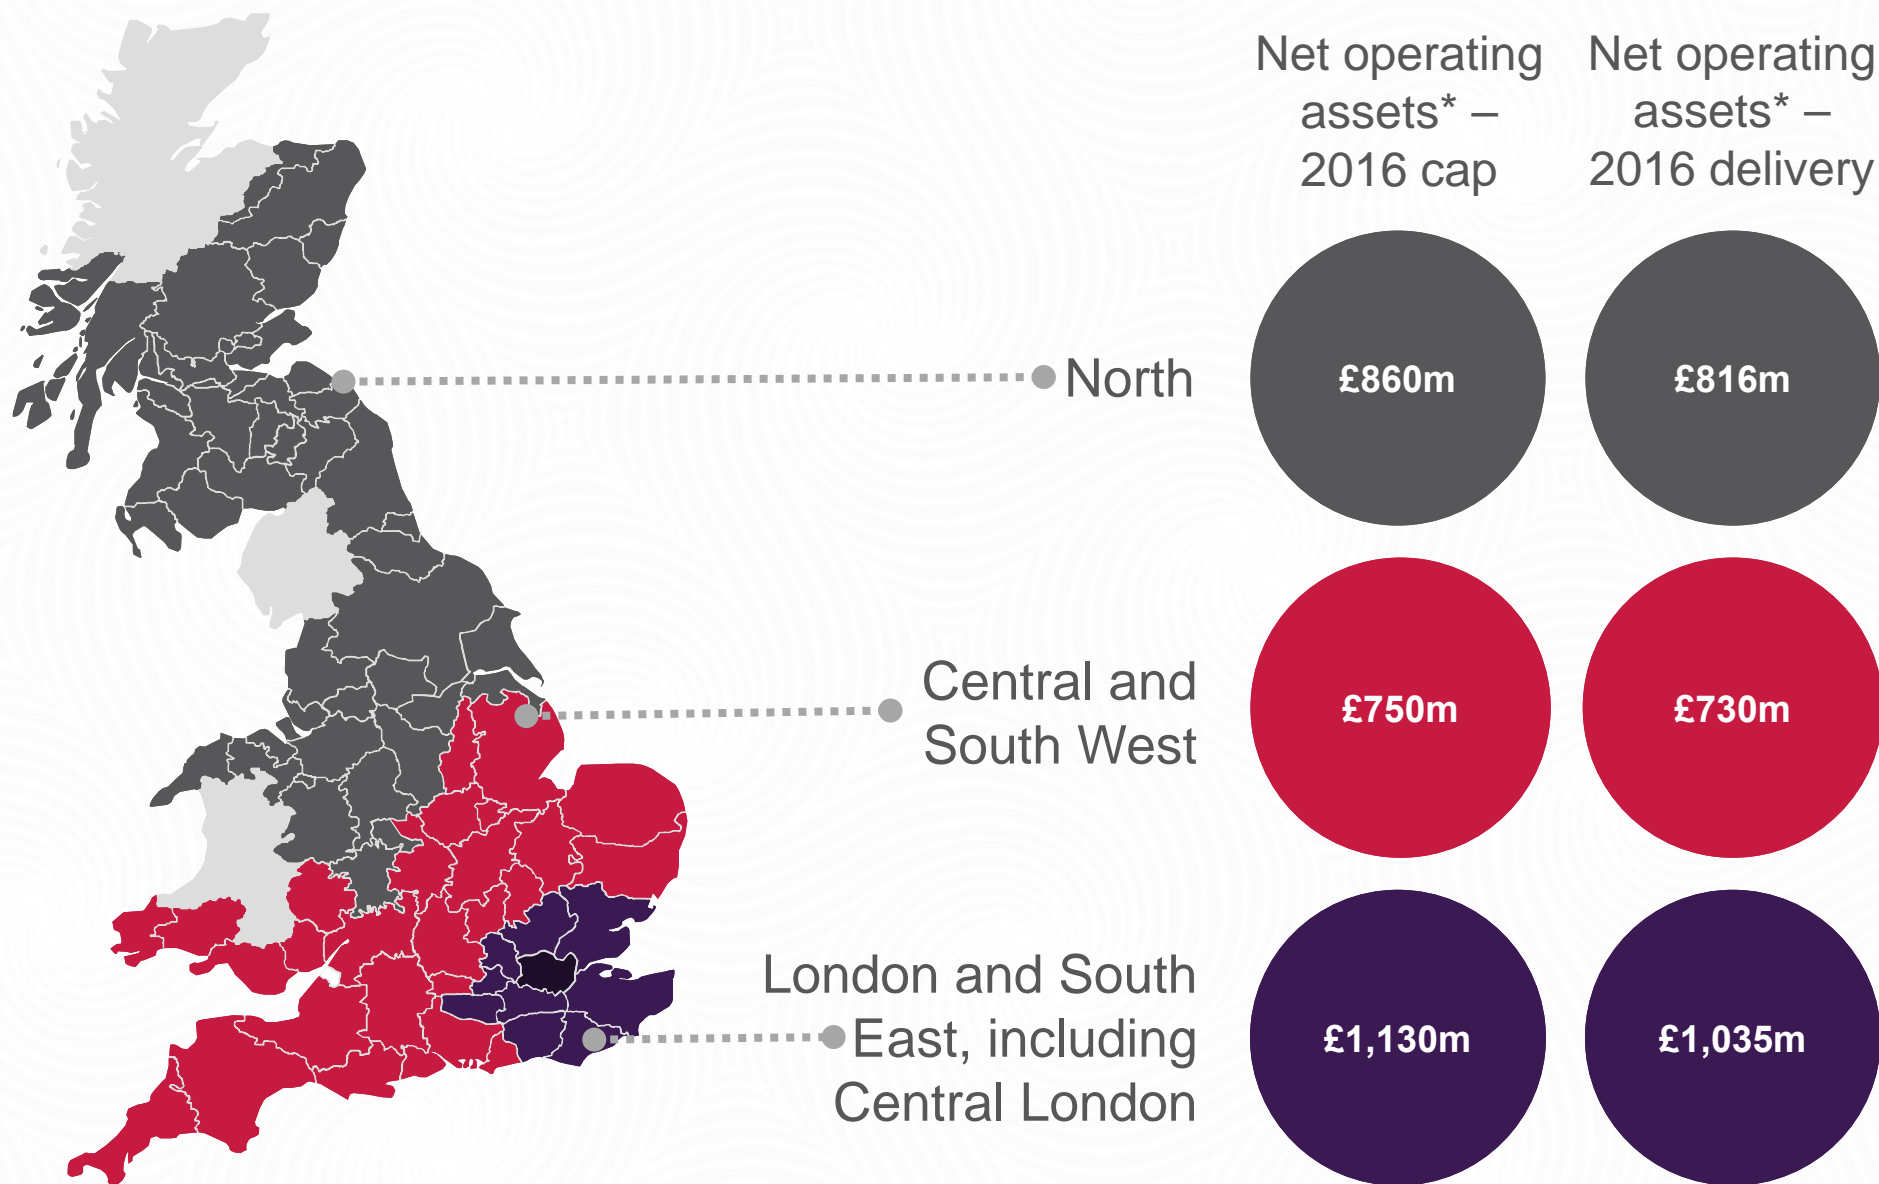 Net operating
assets* –
2016 cap
Net operating
assets* –
2016 delivery
North
£860m
£816m
Central and
South West
£750m
£730m
London and South
East, including
Central London
£1,130m
£1,035m